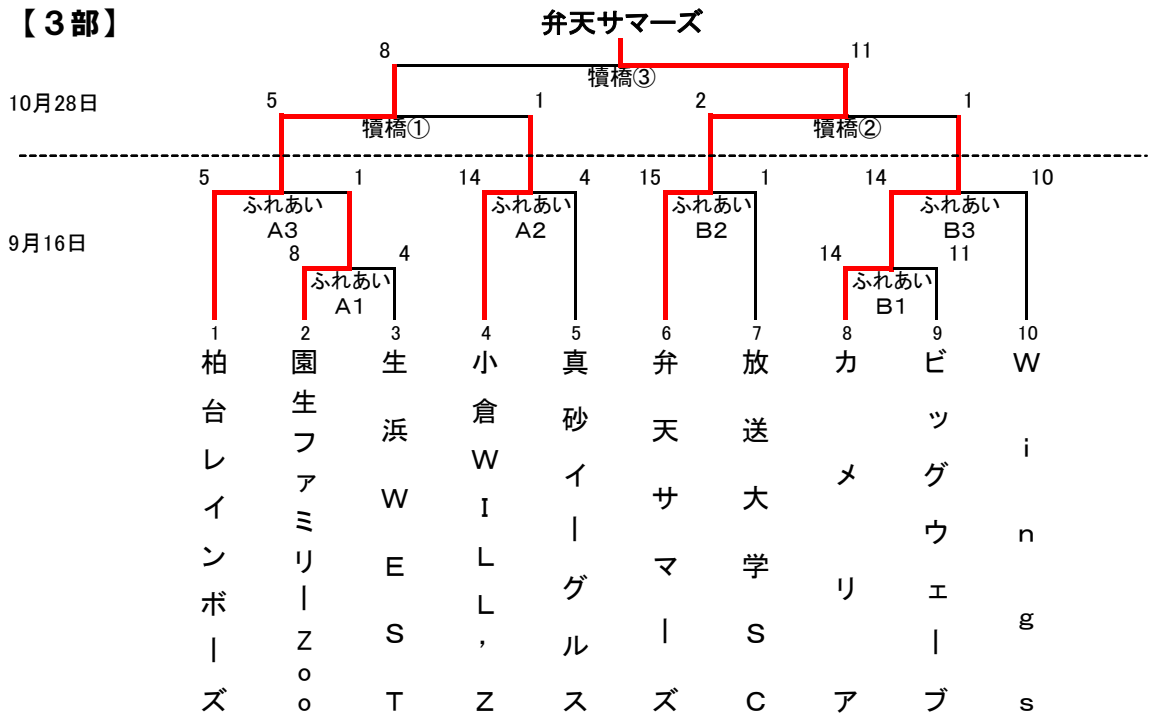 【３部】
弁天サマーズ
8 11
犢橋③
10月28日
5 1 2 1
犢橋① 犢橋②
5 1 14 4 15 1 14 10
ふれあい ふれあい ふれあい ふれあい
A3 A2 B2 B3
9月16日
8 4 14 11
ふれあい ふれあい
A1 B1
1 2 3 4 5 6 7 8 9 10
柏台レインボーズ
園生ファミリーZoo
生浜WEST
小倉WILL’Z
真砂イーグルス
弁天サマーズ
放送大学SC
カメリア
ビッグウェーブ
Wings